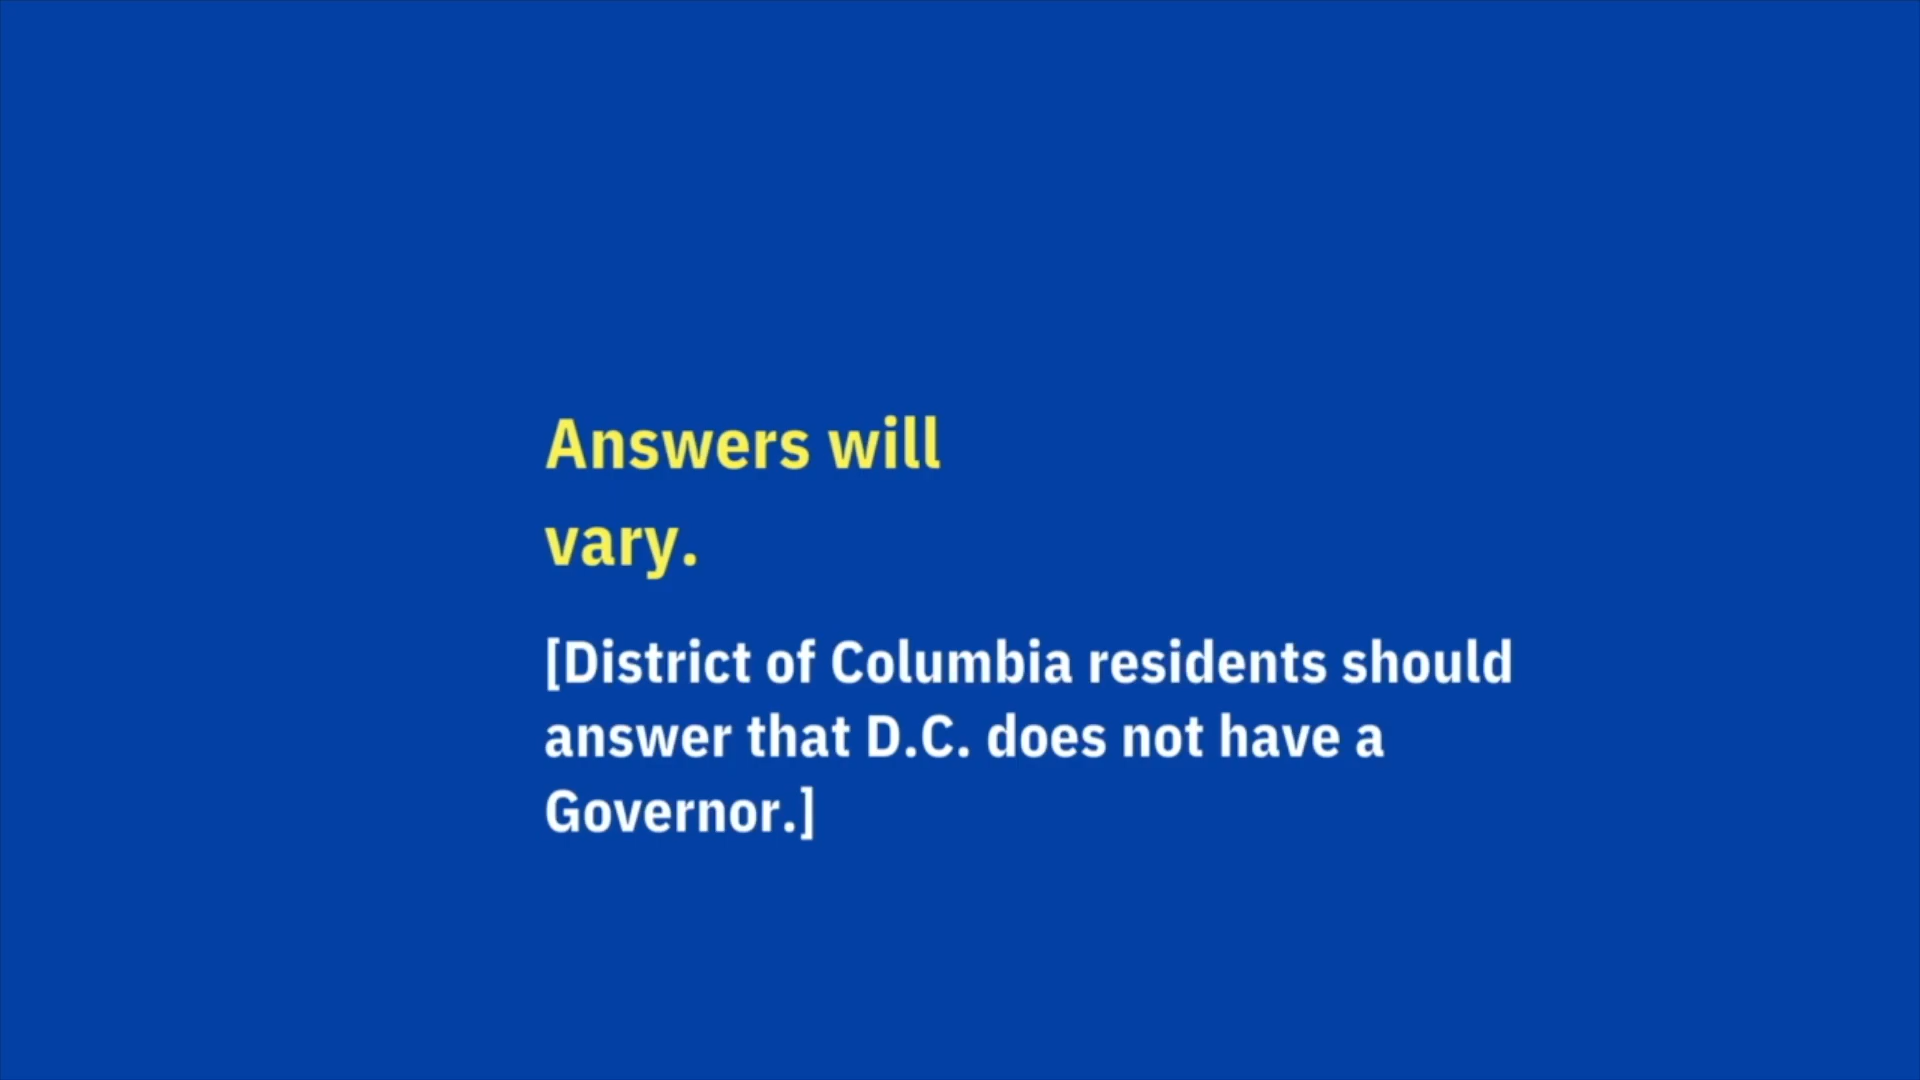 Answers will
vary.
[District of Columbia residents should
answer that D.C. does not have a
Governor.]